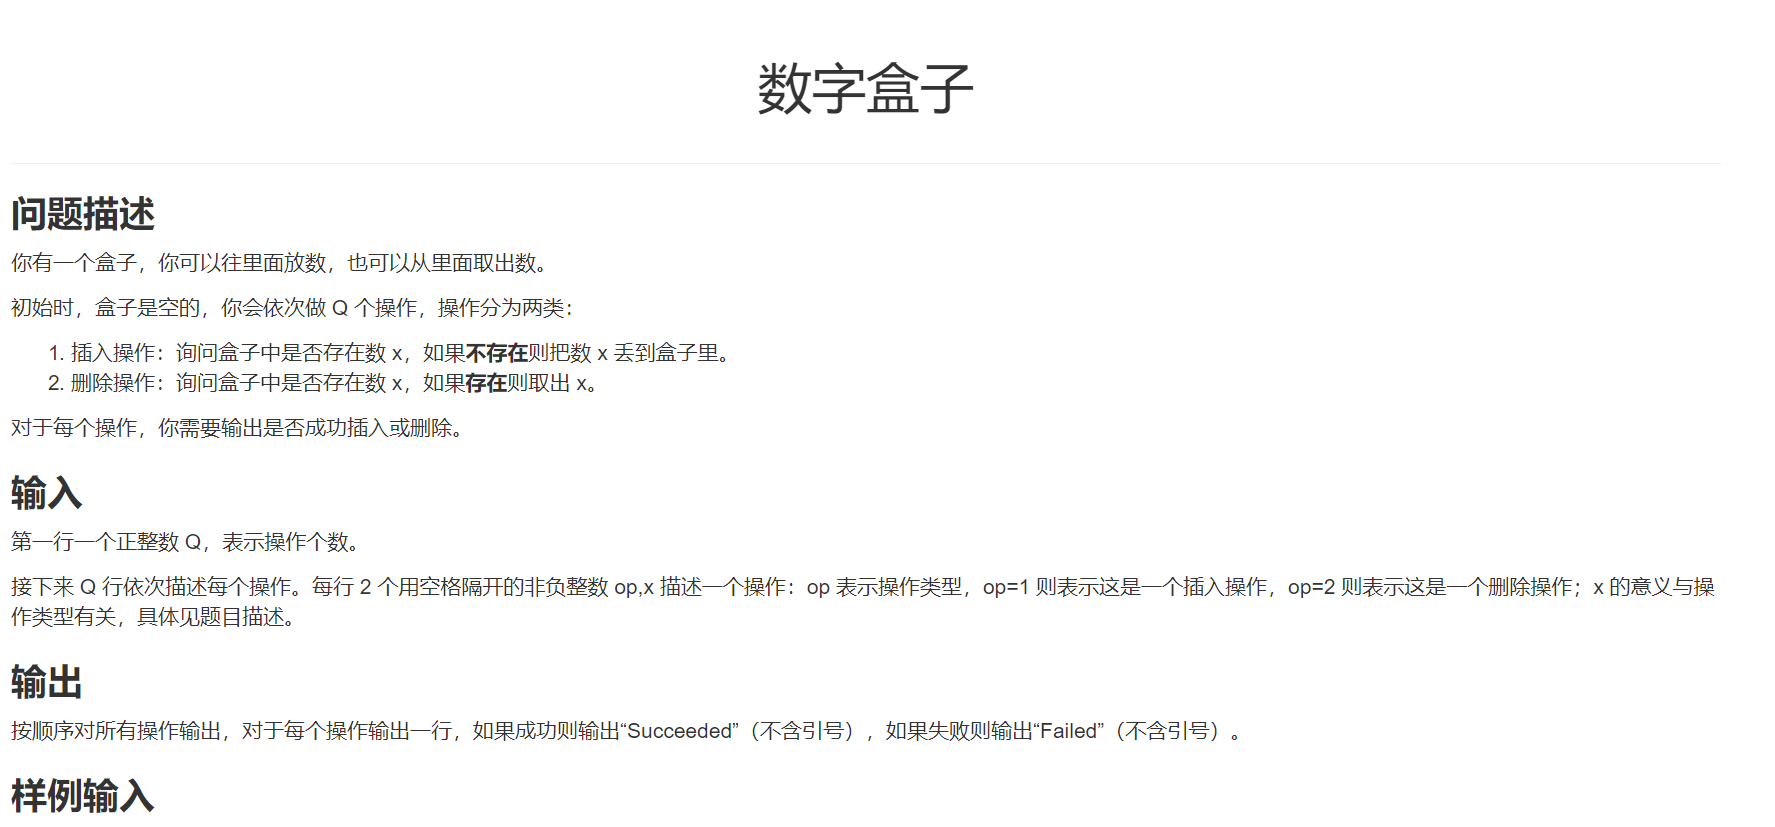 数字盒子
问题描述
你有一个盒子，你可以往里面放数，也可以从里面取出数。
初始时，盒子是空的，你会依次做 Q 个操作，操作分为两类：
1. 插入操作：询问盒子中是否存在数 x，如果不存在则把数 x 丢到盒子里。
2. 删除操作：询问盒子中是否存在数 x，如果存在则取出 x。
对于每个操作，你需要输出是否成功插入或删除。
输入
第一行一个正整数 Q，表示操作个数。
接下来 Q 行依次描述每个操作。每行 2 个用空格隔开的非负整数 op,x 描述一个操作：op 表示操作类型，op=1 则表示这是一个插入操作，op=2 则表示这是一个删除操作；x 的意义与操
作类型有关，具体见题目描述。
输出
按顺序对所有操作输出，对于每个操作输出一行，如果成功则输出“Succeeded”（不含引号），如果失败则输出“Failed”（不含引号）。
样例输入